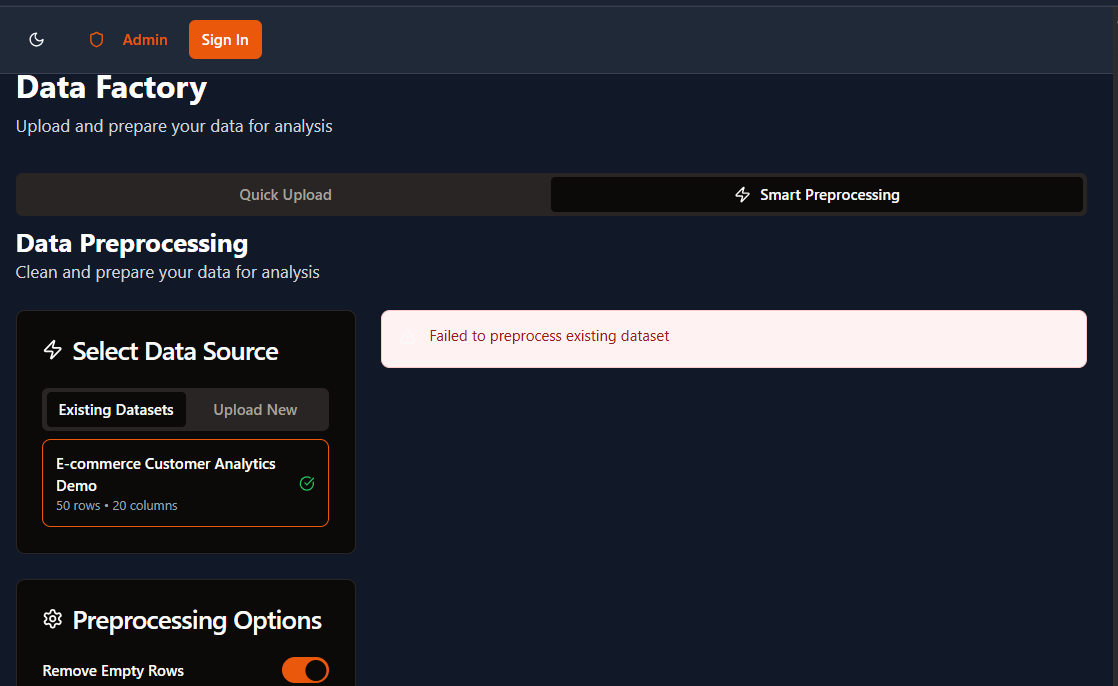 Admin
Sign In
Data Factory
Upload and prepare your data for analysis
Quick Upload
Smart Preprocessing
Data Preprocessing
Clean and prepare your data for analysis
Select Data Source
Existing Datasets
Upload New
E-commerce Customer Analytics
Demo
50 rows • 20 columns
Failed to preprocess existing dataset
Preprocessing Options
Remove Empty Rows